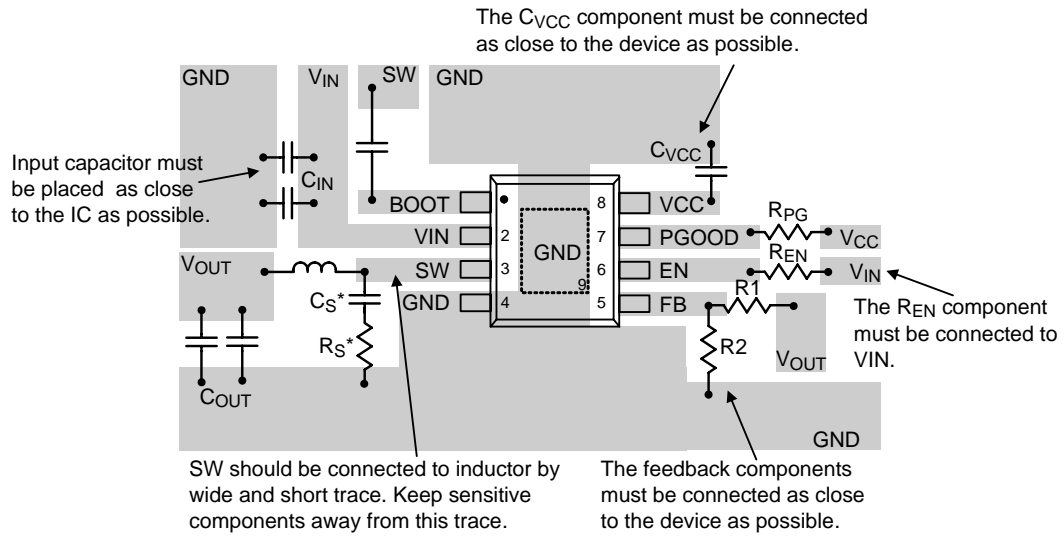 The CVCC component must be connected
as close to the device as possible.
GND
VIN
SW
GND
Input capacitor must
be placed as close
to the IC as possible.
CIN
CVCC
BOOT
8
VCC
RPG
VIN
2
GND
7
PGOOD
VCC
REN
VOUT
SW
3
6
EN
VIN
9
CS*
GND
4
5
FB
R1
The REN component
must be connected to
VIN.
RS*
R2
VOUT
COUT
GND
SW should be connected to inductor by
wide and short trace. Keep sensitive
components away from this trace.
The feedback components
must be connected as close
to the device as possible.